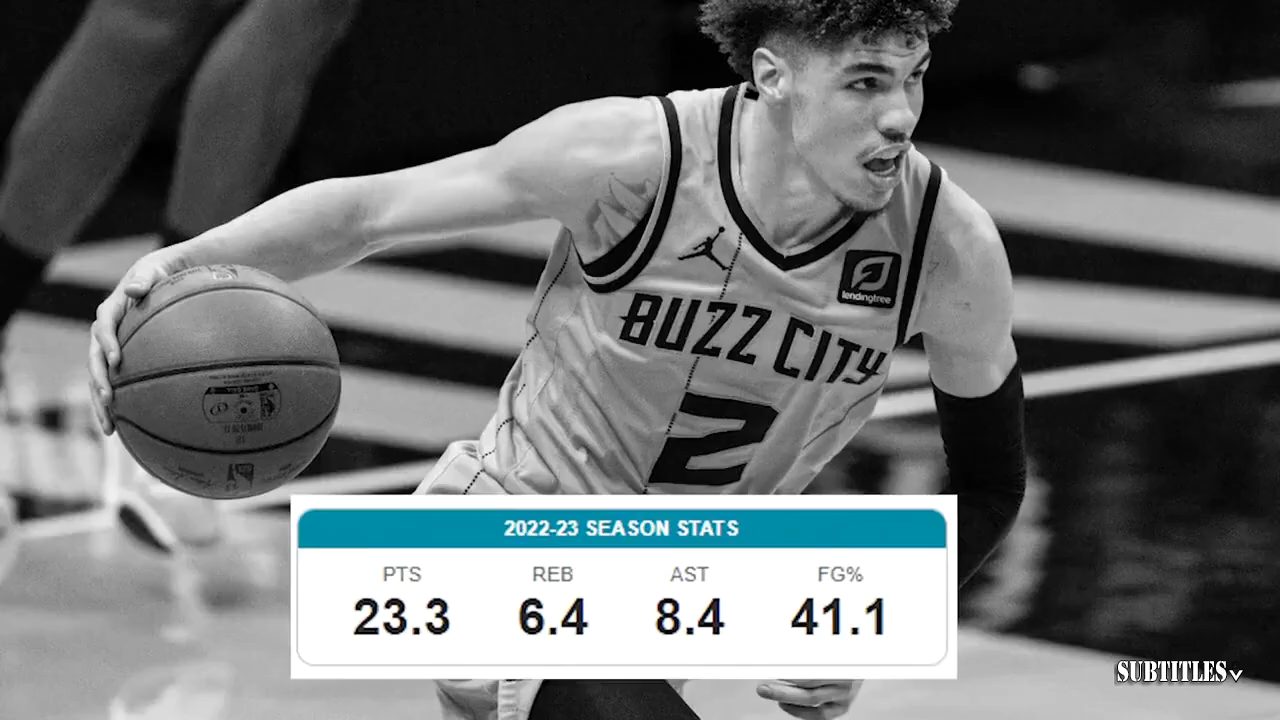 lendingtree
BUZZ CITY
2
2022-23 SEASON STATS
PTS REB AST FG%
23.3 6.4 8.4 41.1
SUBTITLES